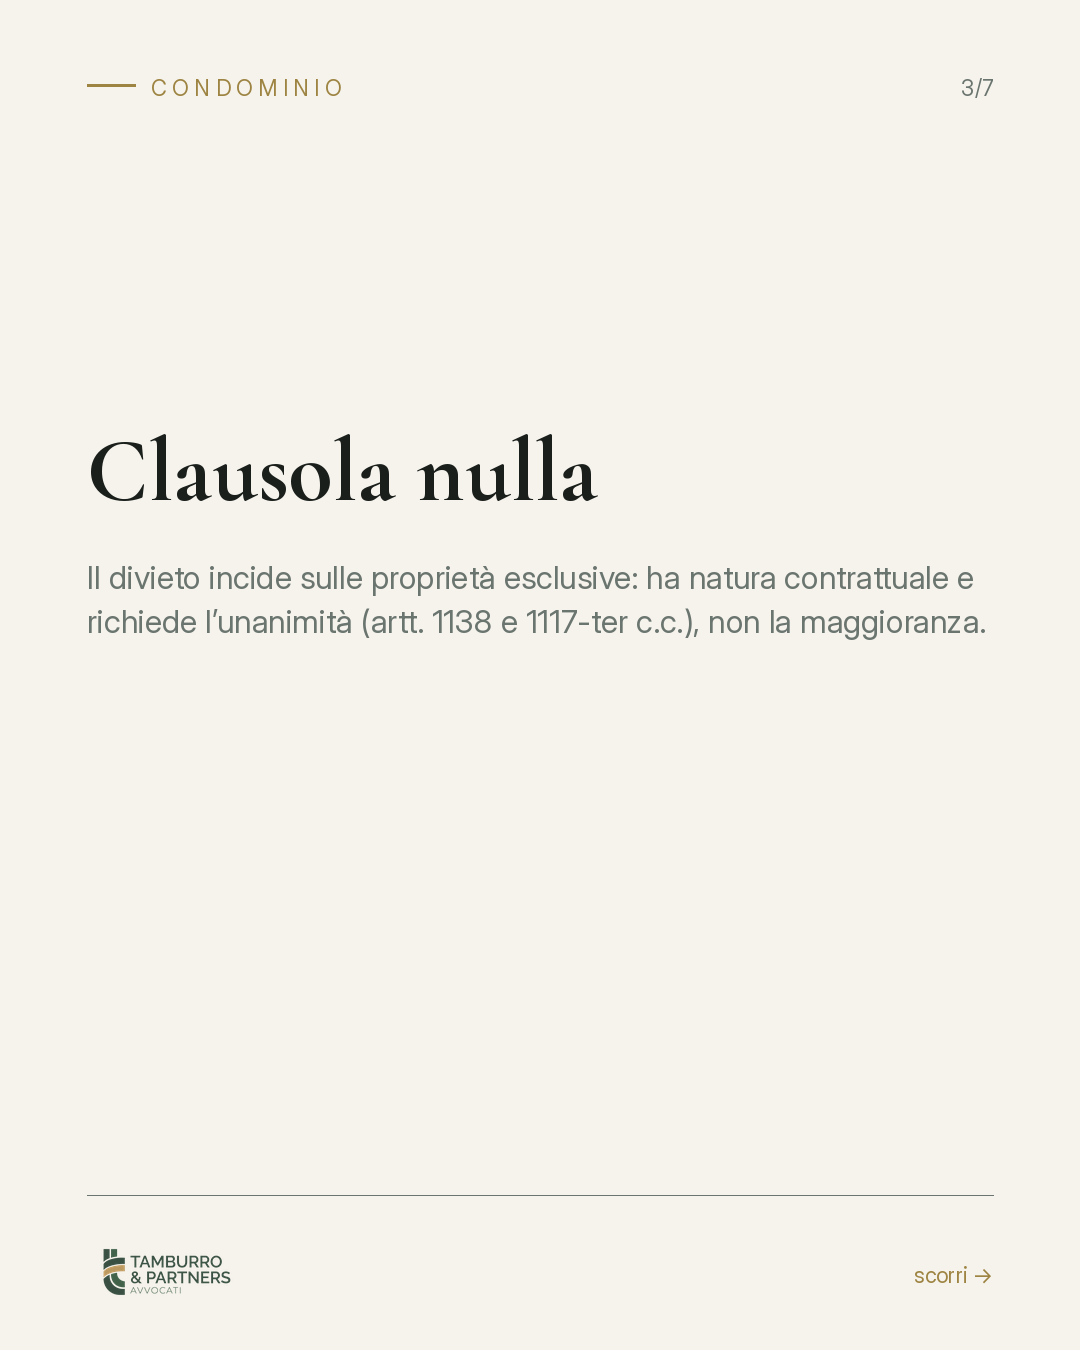 CONDOMINIO
3/7
Clausola nulla
Il divieto incide sulle proprietà esclusive: ha natura contrattuale e
richiede l’unanimità (artt. 1138 e 1117-ter c.c.), non la maggioranza.
TAMBURRO
& PARTNERS
AVVOCATI
scorri →